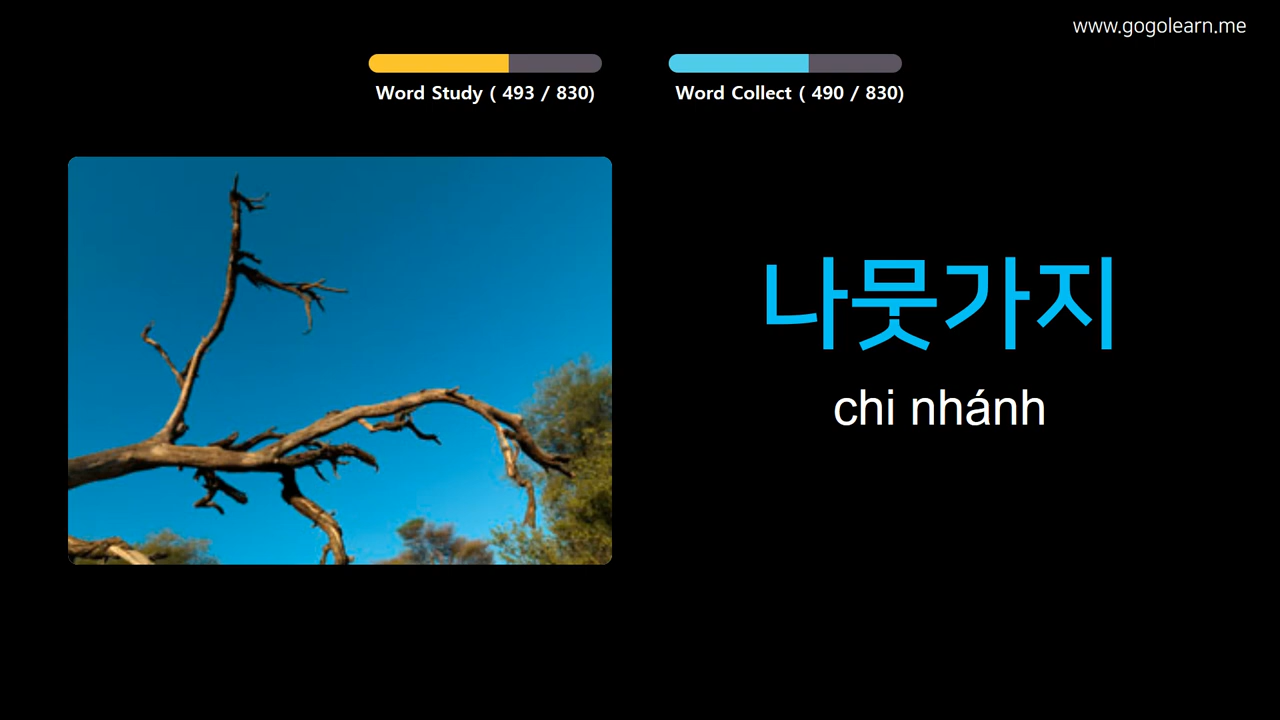 www.gogolearn.me
Word Study ( 493 / 830)
Word Collect ( 490 / 830)
나뭇가지
chi nhánh